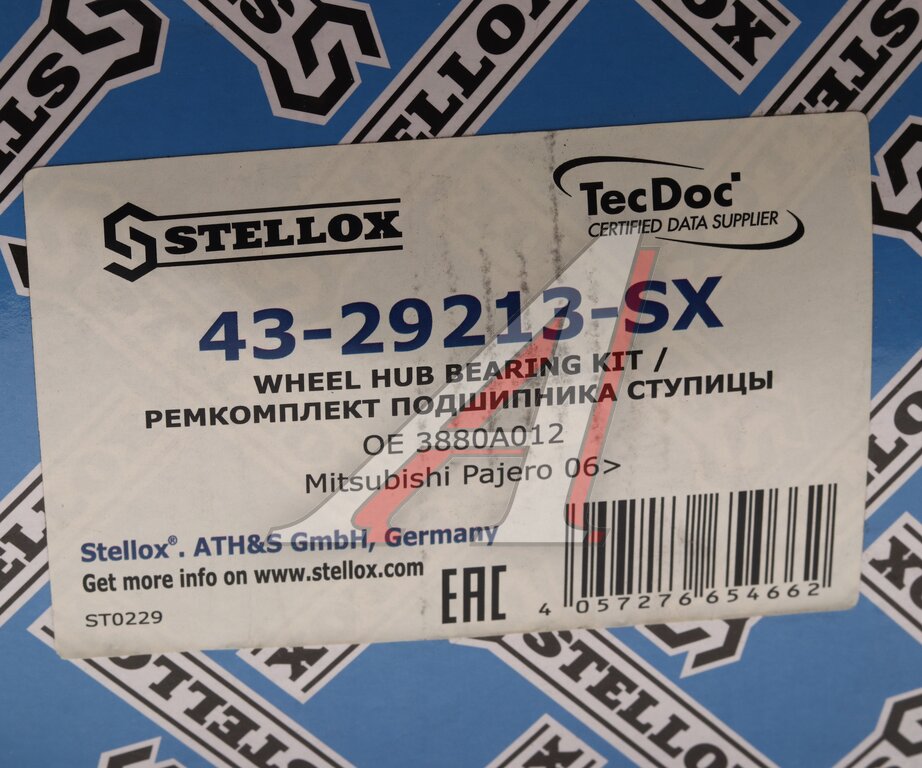 STELLOX
TecDoc
CERTIFIED DATA SUPPLIER
43-29213-SX
WHEEL HUB BEARING KIT /
РЕМКОМПЛЕКТ ПОДШИПНИКА СТУПИЦЫ
OE 3880A012
Mitsubishi Pajero 06>
Stellox®. ATH&S GmbH, Germany
Get more info on www.stellox.com
ST0229
EAC
4 057276 654662